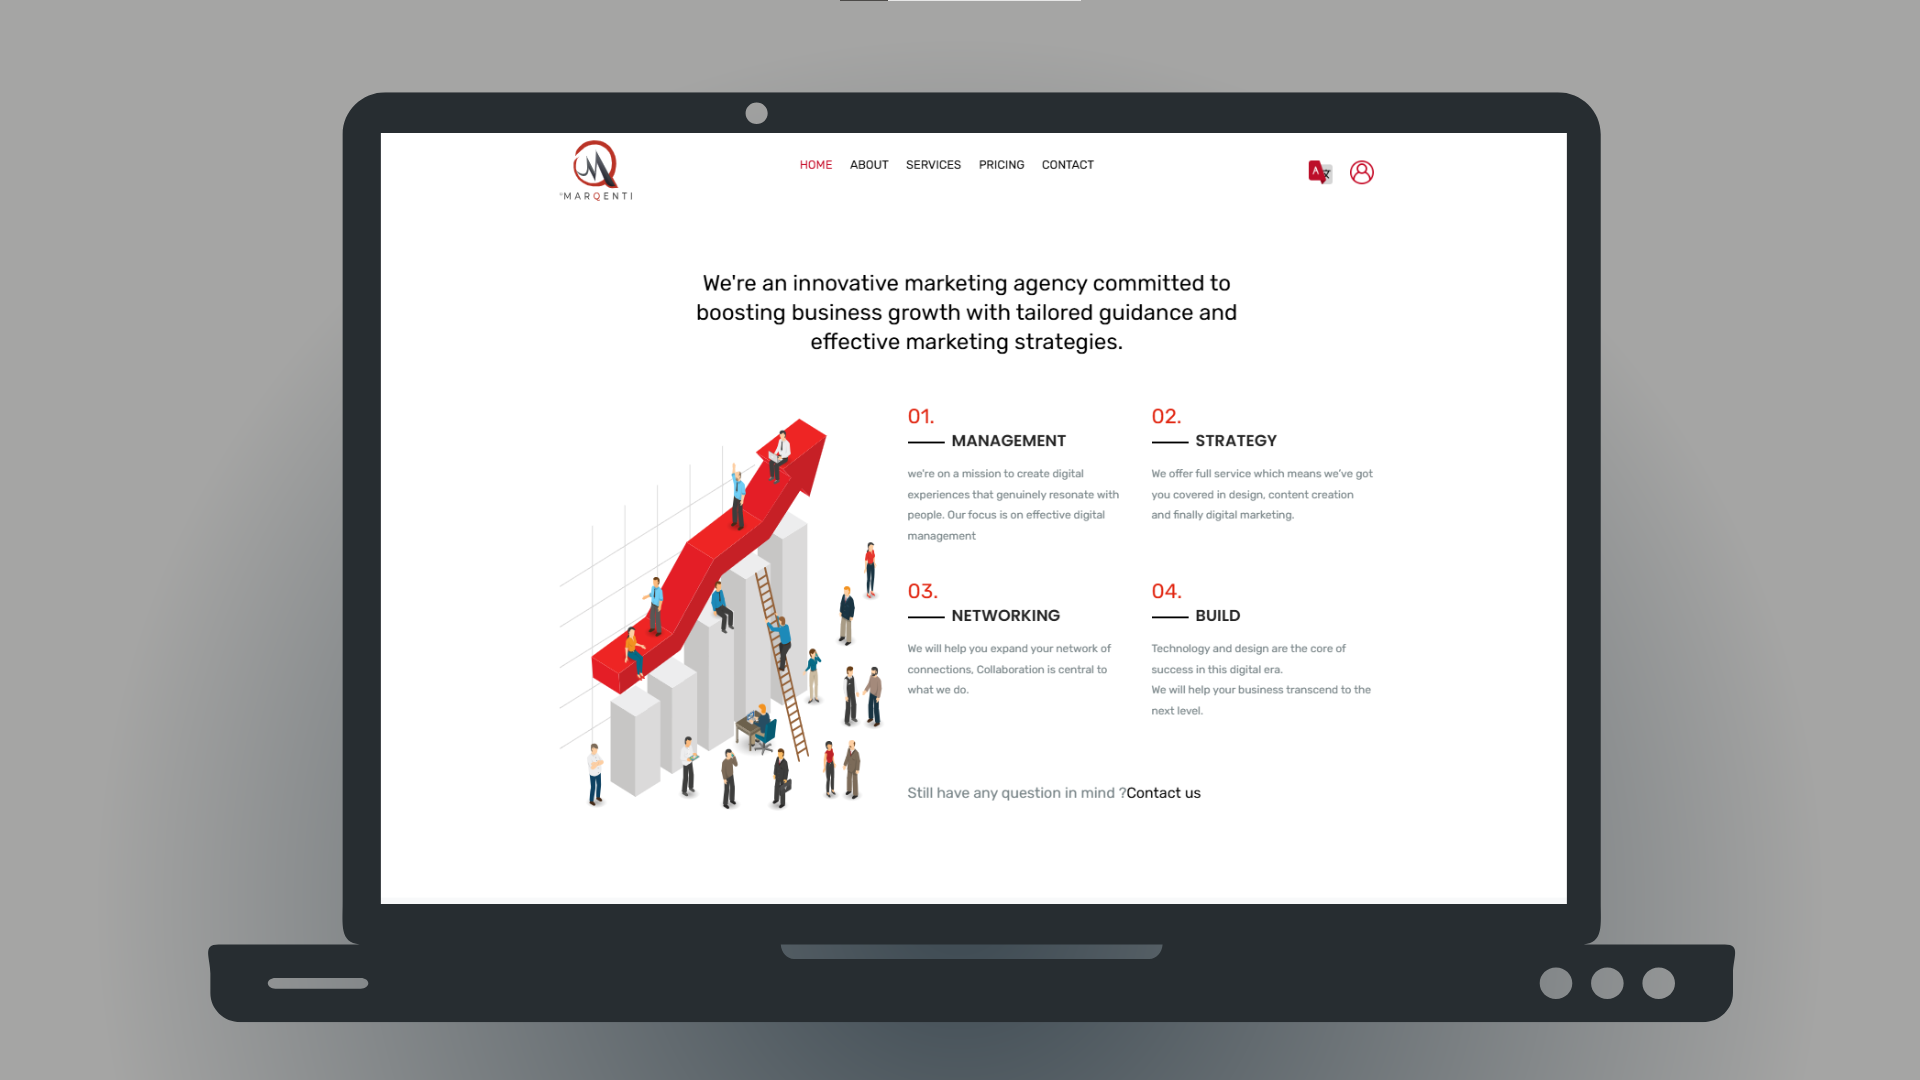 MARQENTI
HOME ABOUT SERVICES PRICING CONTACT
A
We're an innovative marketing agency committed to
boosting business growth with tailored guidance and
effective marketing strategies.
01.
MANAGEMENT
we're on a mission to create digital
experiences that genuinely resonate with
people. Our focus is on effective digital
management
02.
STRATEGY
We offer full service which means we've got
you covered in design, content creation
and finally digital marketing.
03.
NETWORKING
We will help you expand your network of
connections, Collaboration is central to
what we do.
04.
BUILD
Technology and design are the core of
success in this digital era.
We will help your business transcend to the
next level.
Still have any question in mind ?Contact us